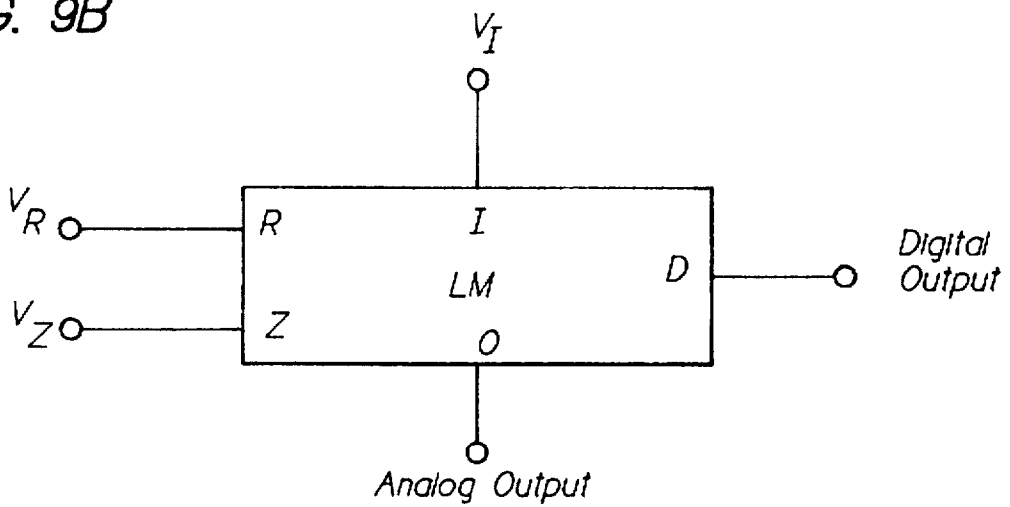 G. 9B
V_I
V_R
R
I
Digital
Output
D
LM
V_Z
Z
O
Analog Output